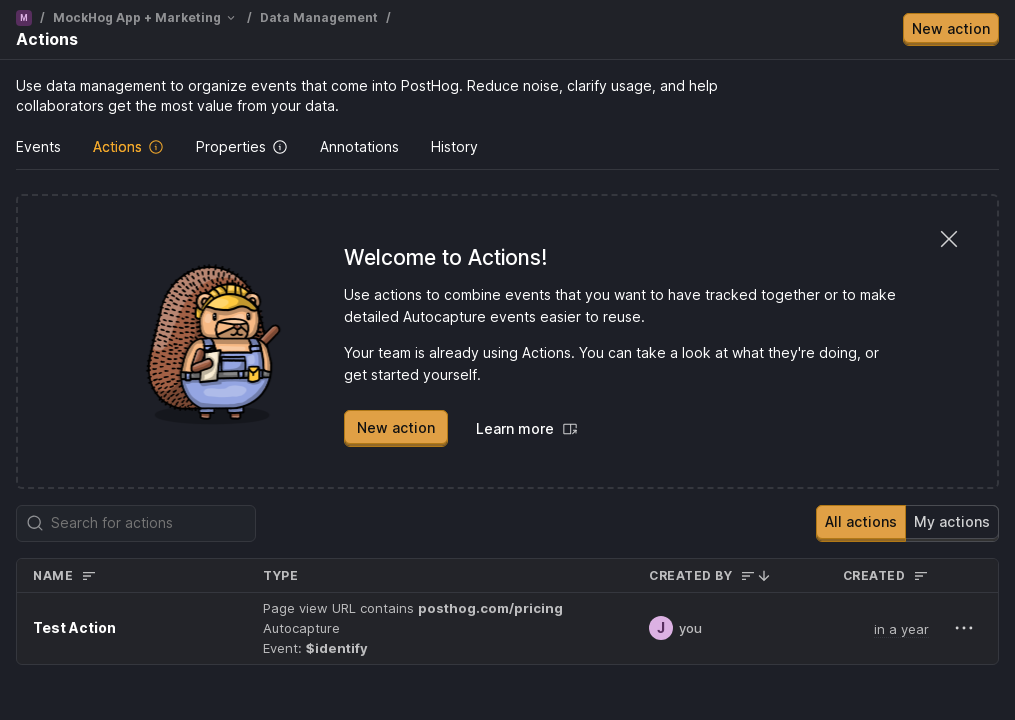 M / MockHog App + Marketing / Data Management /
Actions
New action
Use data management to organize events that come into PostHog. Reduce noise, clarify usage, and help
collaborators get the most value from your data.
Events Actions Properties Annotations History
Welcome to Actions!
Use actions to combine events that you want to have tracked together or to make
detailed Autocapture events easier to reuse.
Your team is already using Actions. You can take a look at what they're doing, or
get started yourself.
New action Learn more
Search for actions All actions My actions
NAME TYPE CREATED BY CREATED
Page view URL contains posthog.com/pricing
Test Action Autocapture J you in a year
Event: $identify